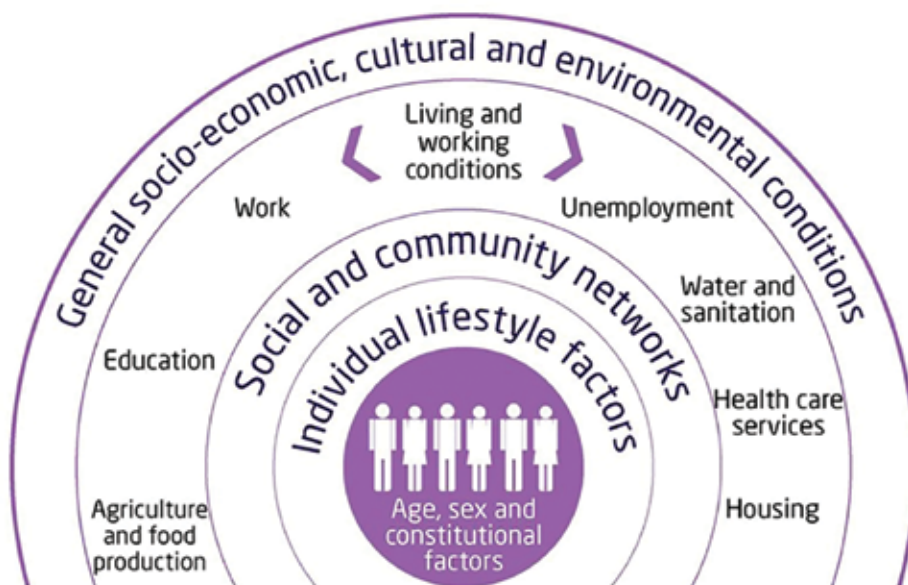 General socio-economic, cultural and environmental conditions
Living and
working
conditions
Work
Unemployment
Social and community networks
Water and
sanitation
Individual lifestyle factors
Education
Health care
services
Agriculture
and food
production
Housing
Age, sex and
constitutional
factors